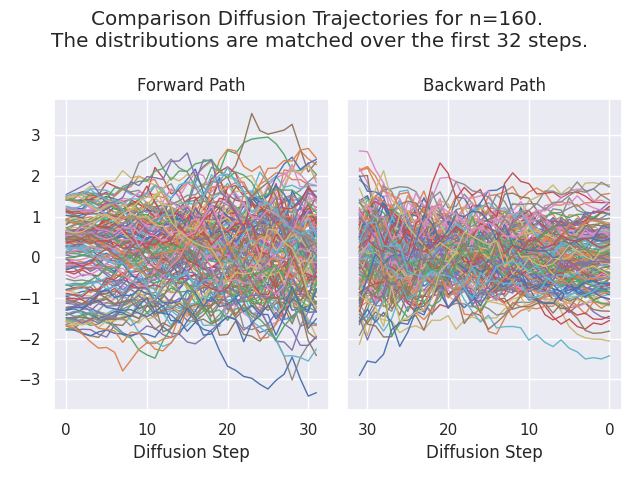 Comparison Diffusion Trajectories for n=160.
The distributions are matched over the first 32 steps.
Forward Path
Backward Path
3
2
1
0
−1
−2
−3
0 10 20 30
30 20 10 0
Diffusion Step
Diffusion Step